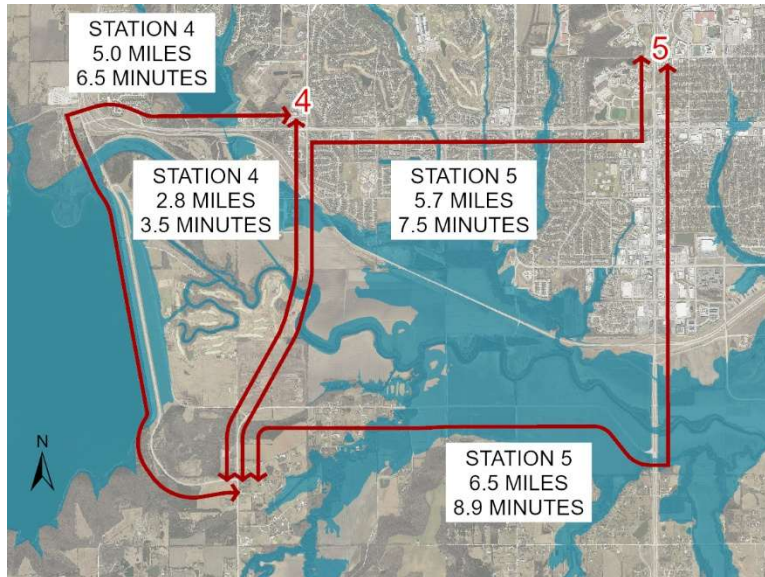 STATION 4
5.0 MILES
6.5 MINUTES
5
4
STATION 4
2.8 MILES
3.5 MINUTES
STATION 5
5.7 MILES
7.5 MINUTES
N
STATION 5
6.5 MILES
8.9 MINUTES